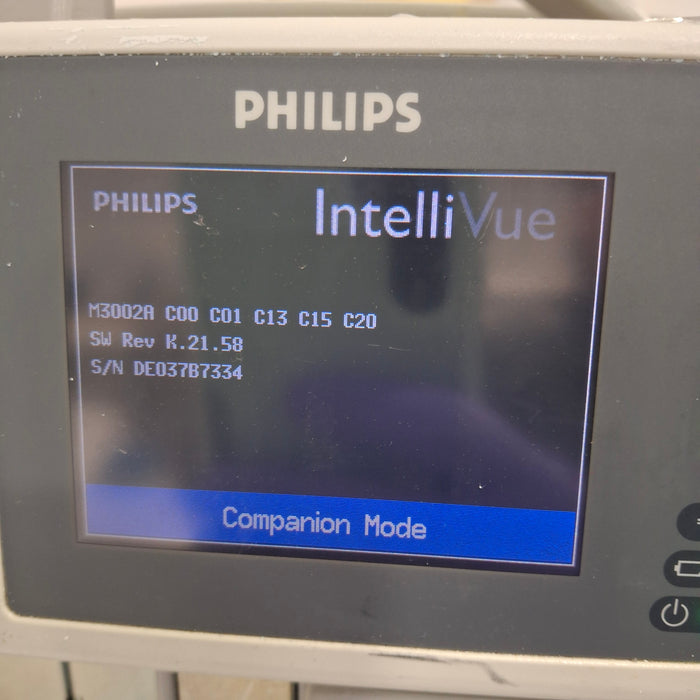 PHILIPS
PHILIPS
IntelliVue
M3002A C00 C01 C13 C15 C20
SW Rev K.21.58
S/N DE037B7334
Companion Mode